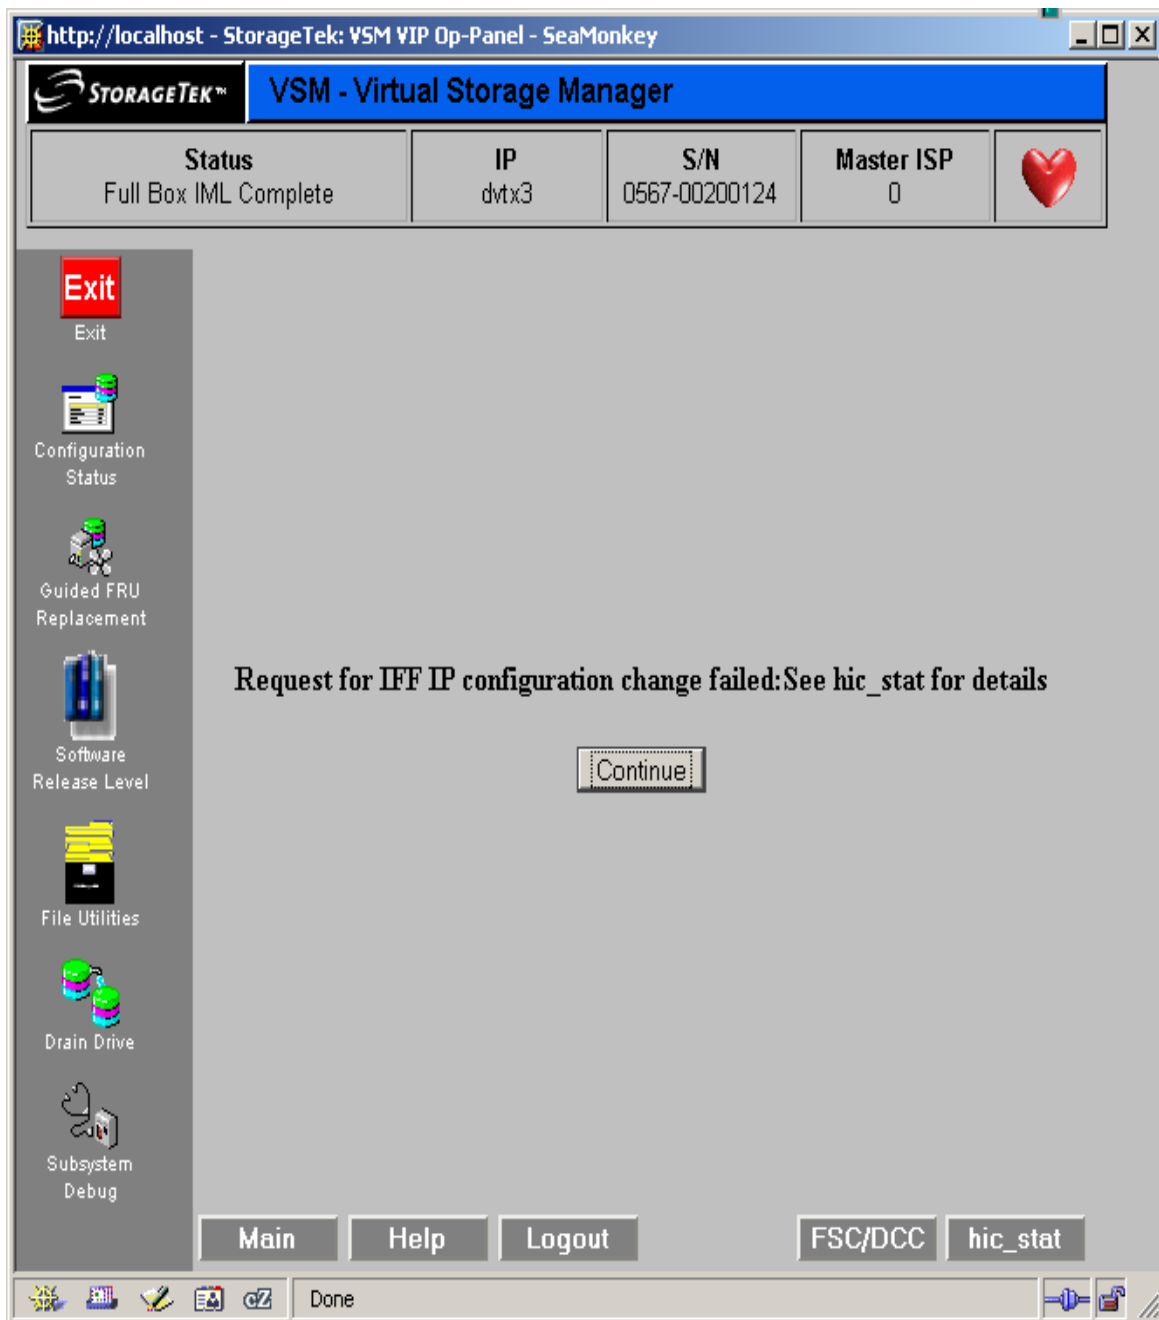 http://localhost - StorageTek: VSM VIP Op-Panel - SeaMonkey
STORAGETEK™
VSM - Virtual Storage Manager
Status
Full Box IML Complete
IP
dvtx3
S/N
0567-00200124
Master ISP
0
Exit
Exit
Configuration
Status
Guided FRU
Replacement
Software
Release Level
File Utilities
Drain Drive
Subsystem
Debug
Request for IFF IP configuration change failed:See hic_stat for details
Continue
Main
Help
Logout
FSC/DCC
hic_stat
Done